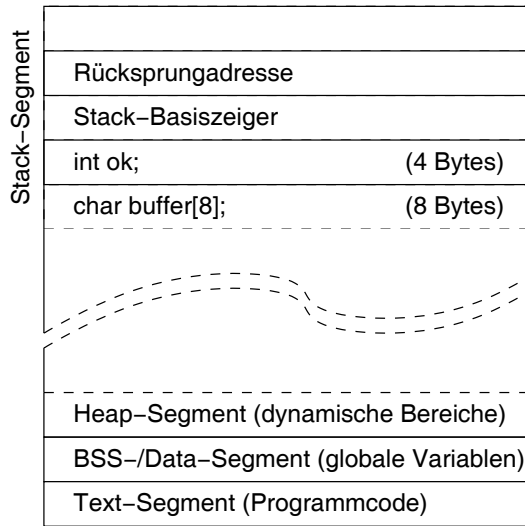 Stack–Segment
Rücksprungadresse
Stack–Basiszeiger
int ok; (4 Bytes)
char buffer[8]; (8 Bytes)
Heap–Segment (dynamische Bereiche)
BSS–/Data–Segment (globale Variablen)
Text–Segment (Programmcode)